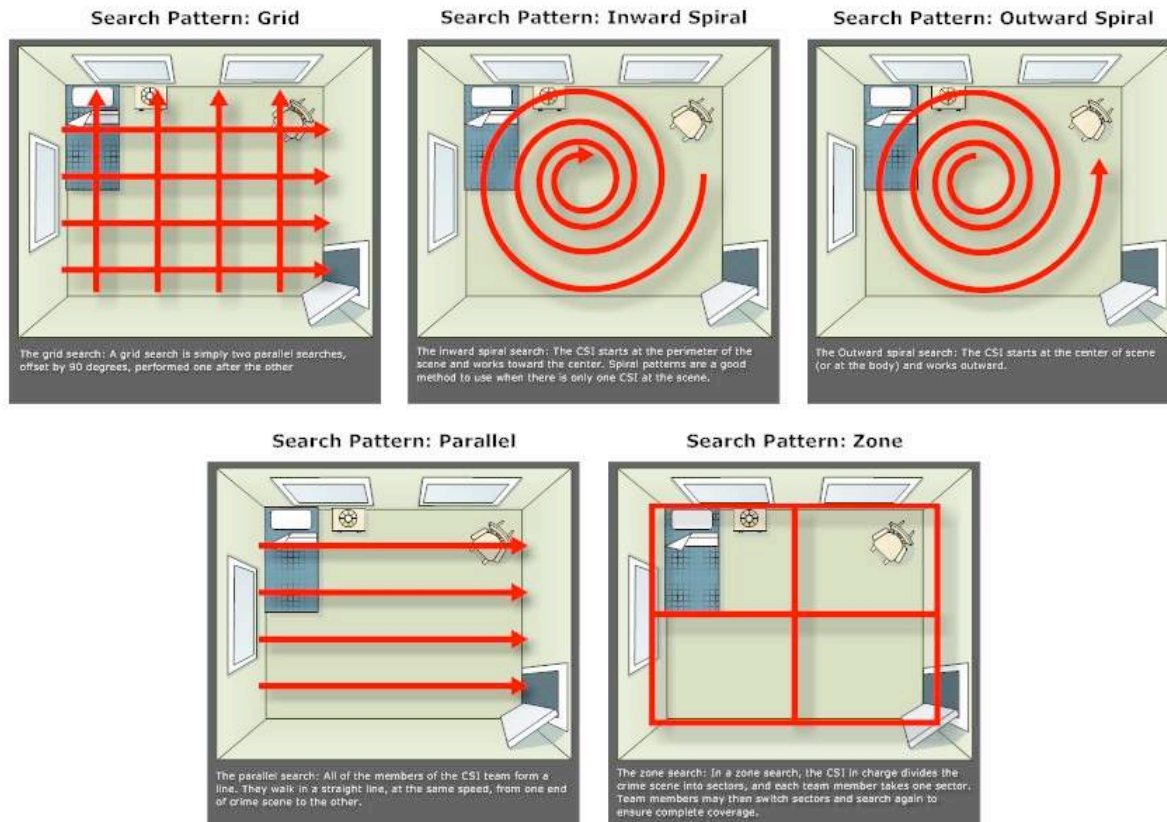 Search Pattern: Grid
The grid search: A grid search is simply two parallel searches,
offset by 90 degrees, performed one after the other
Search Pattern: Inward Spiral
The inward spiral search: The CSI starts at the perimeter of the
scene and works toward the center. Spiral patterns are a good
method to use when there is only one CSI at the scene.
Search Pattern: Outward Spiral
The Outward spiral search: The CSI starts at the center of scene
(or at the body) and works outward.
Search Pattern: Parallel
The parallel search: All of the members of the CSI team form a
line. They walk in a straight line, at the same speed, from one end
of crime scene to the other.
Search Pattern: Zone
The zone search: In a zone search, the CSI in charge divides the
crime scene into sectors, and each team member takes one sector.
Team members may then switch sectors and search again to
ensure complete coverage.